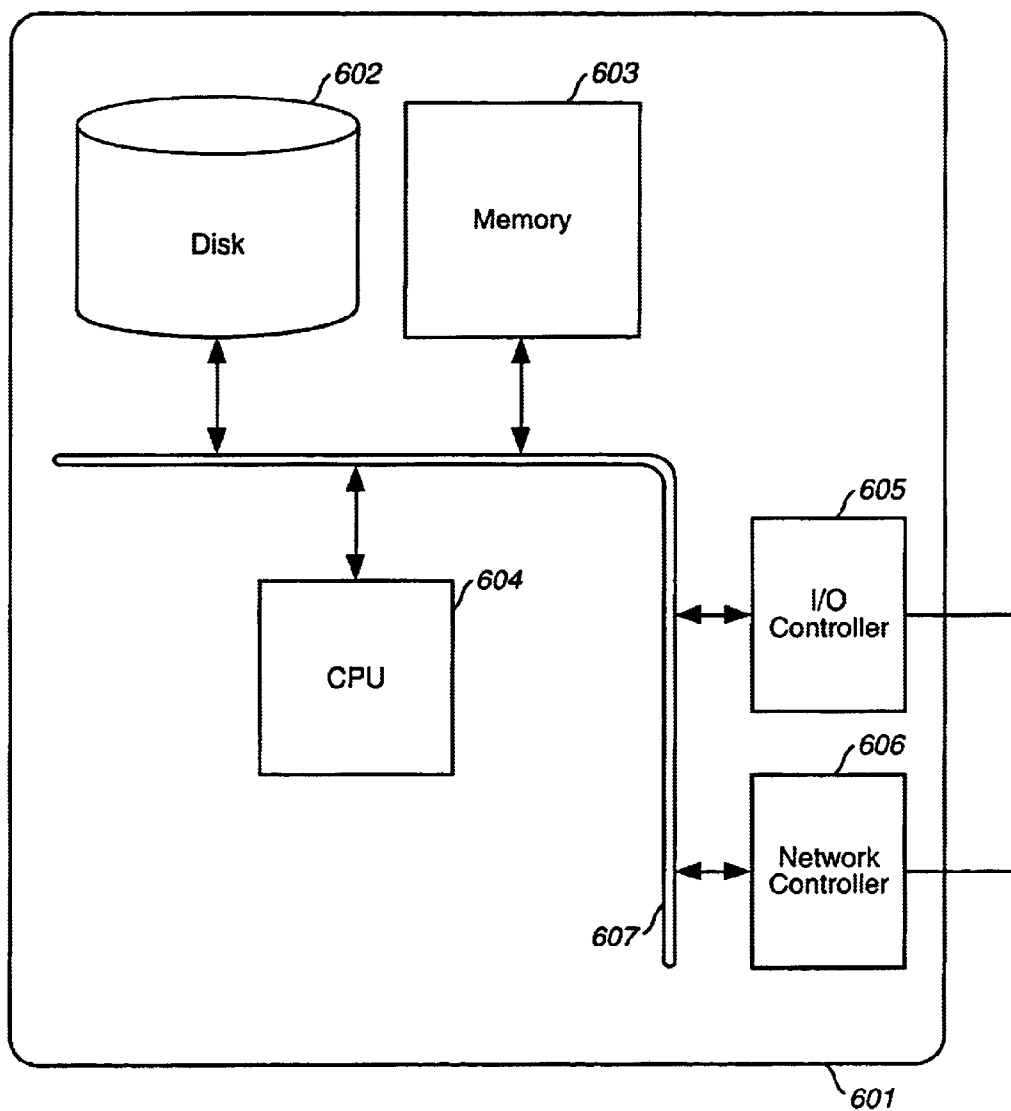 602
603
Disk
Memory
605
604
I/O
Controller
CPU
606
Network
Controller
607
601